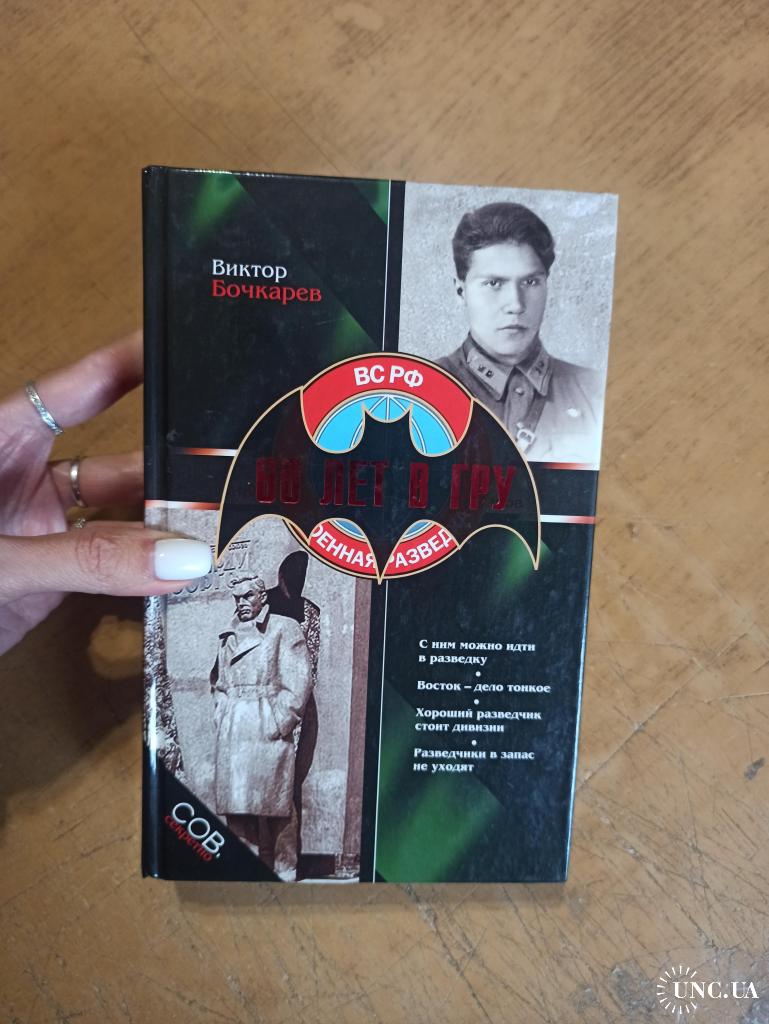 Виктор
Бочкарев
ВС РФ
60 ЛЕТ В ГРУ
ОЕННАЯ РАЗВЕД
С ним можно идти
в разведку
•
Восток – дело тонкое
•
Хороший разведчик
стоит дивизии
•
Разведчики в запас
не уходят
СОВ.
секретно
UNC.UA